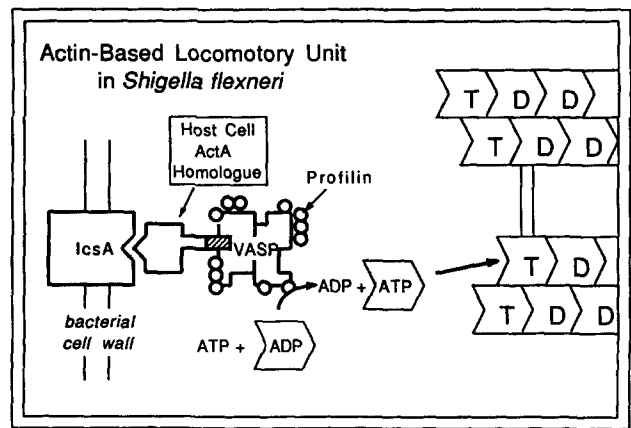 Actin-Based Locomotory Unit
in Shigella flexneri
Host Cell
ActA
Homologue
Profilin
IcsA
VASP
bacterial
cell wall
ATP + ADP
ADP + ATP
T D D
T D D D
T D
T D D